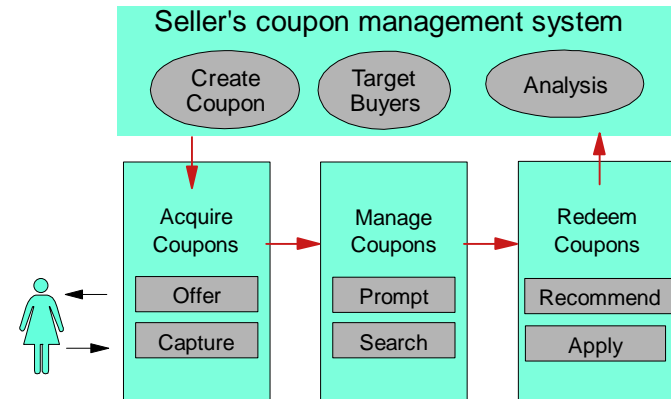 Seller's coupon management system
Create
Coupon
Target
Buyers
Analysis
Acquire
Coupons
Offer
Capture
Manage
Coupons
Prompt
Search
Redeem
Coupons
Recommend
Apply